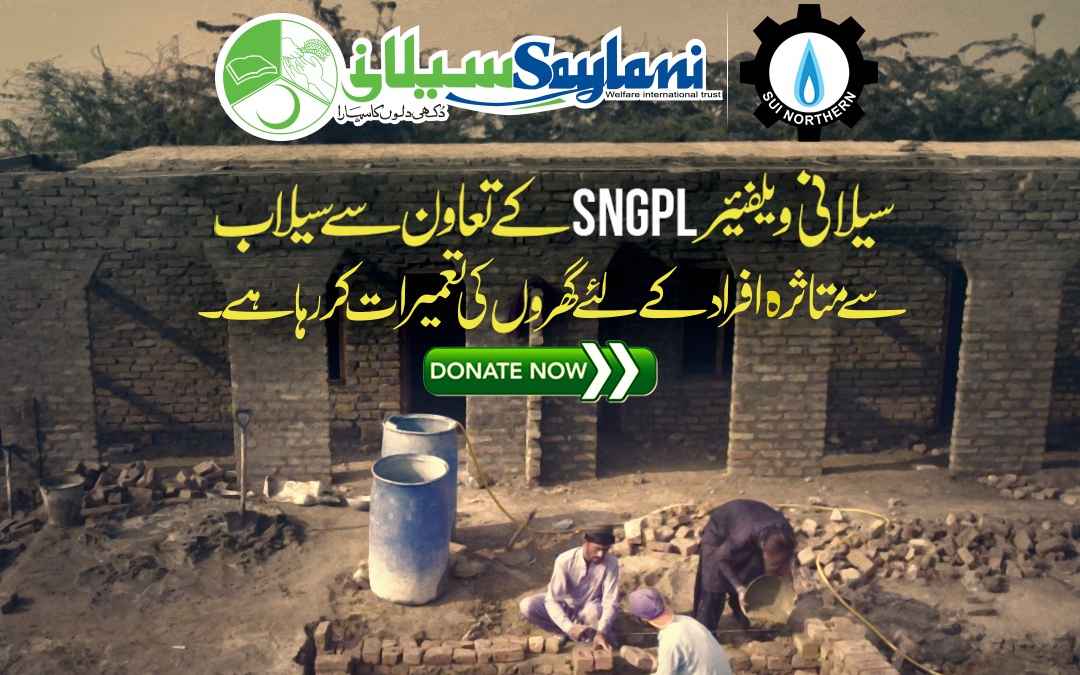 سیلانی Saylani
Welfare international trust
دُکھی دلوں کا سہارا
SUI NORTHERN
سیلانی ویلفیئر SNGPL کے تعاون سے سیلاب
سے متاثرہ افراد کے لئے گھروں کی تعمیرات کر رہا ہے۔
DONATE NOW